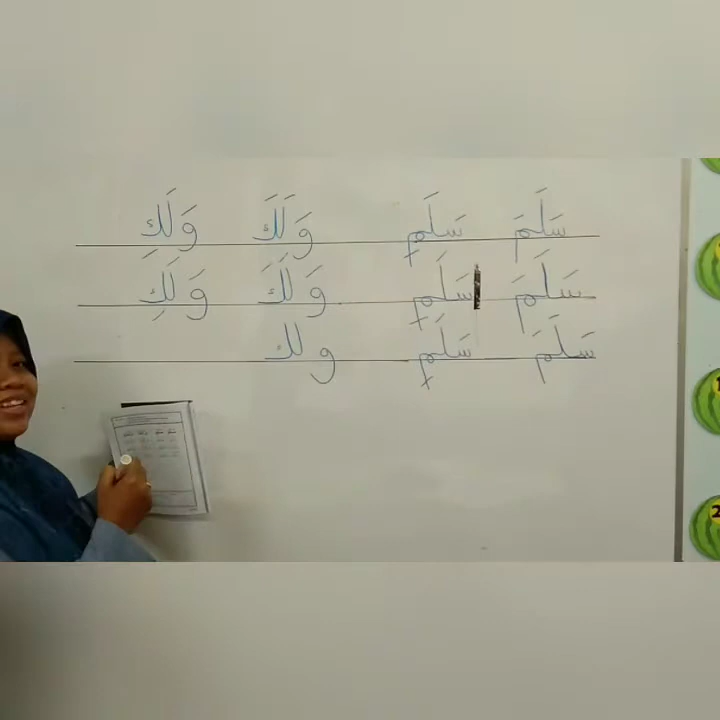 سَلَمَ سَلَمِ وَلَكَ وَلَكِ
سَلَمَ سَلَمِ وَلَكَ وَلَكِ
سَلَمَ سَلَمِ ولك